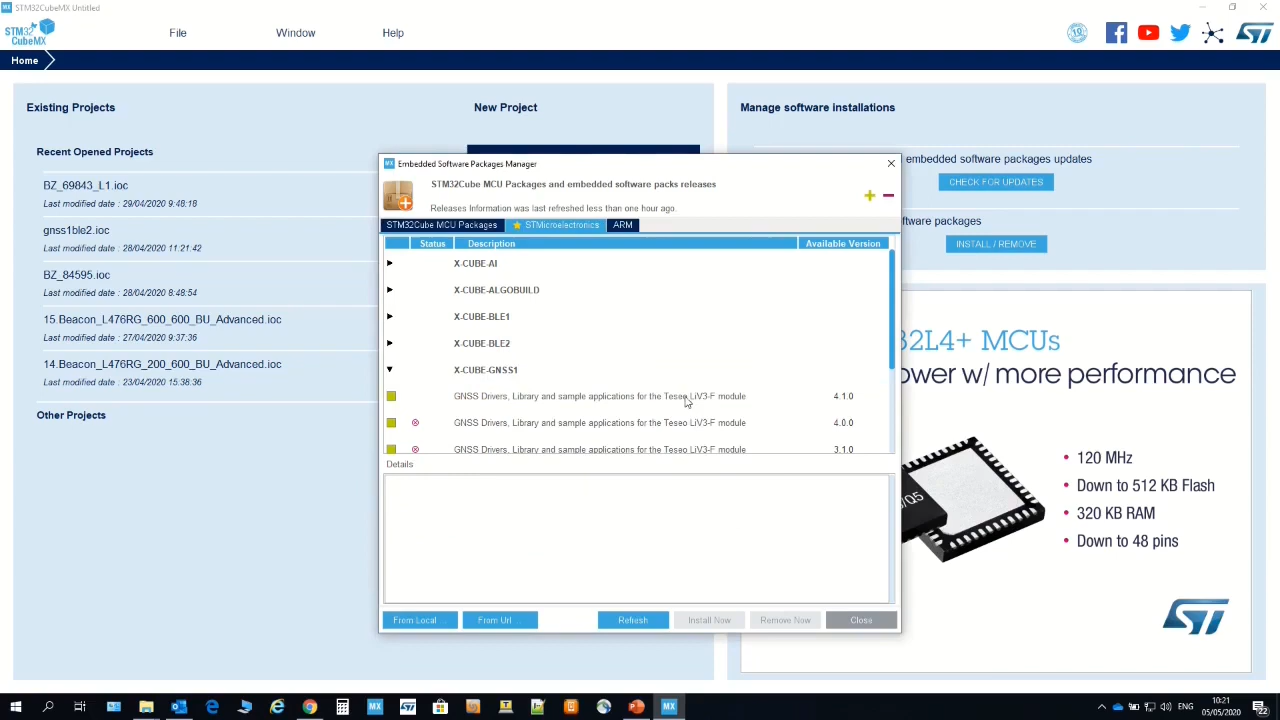 MX STM32CubeMX Untitled
STM32
CubeMX
File
Window
Help
10
Home
Existing Projects
Recent Opened Projects
BZ_69843_L1.ioc
Last modified date : 29/04/2020 9:48:48
gnss1ble2.ioc
Last modified date : 28/04/2020 11:21:42
BZ_84595.ioc
Last modified date : 28/04/2020 8:48:54
15.Beacon_L476RG_600_600_BU_Advanced.ioc
Last modified date : 27/04/2020 9:37:36
14.Beacon_L476RG_200_600_BU_Advanced.ioc
Last modified date : 23/04/2020 15:38:36
Other Projects
New Project
Manage software installations
embedded software packages updates
CHECK FOR UPDATES
ftware packages
INSTALL / REMOVE
MX Embedded Software Packages Manager
STM32Cube MCU Packages and embedded software packs releases
Releases Information was last refreshed less than one hour ago.
STM32Cube MCU Packages STMicroelectronics ARM
Status Description Available Version
X-CUBE-AI
X-CUBE-ALGOBUILD
X-CUBE-BLE1
X-CUBE-BLE2
X-CUBE-GNSS1
GNSS Drivers, Library and sample applications for the Teseo LiV3-F module 4.1.0
GNSS Drivers, Library and sample applications for the Teseo LiV3-F module 4.0.0
GNSS Drivers, Library and sample applications for the Teseo LiV3-F module 3.1.0
Details
From Local ... From Url ... Refresh Install Now Remove Now Close
32L4+ MCUs
ower w/ more performance
/Q5
• 120 MHz
• Down to 512 KB Flash
• 320 KB RAM
• Down to 48 pins
10:21
05/05/2020
22